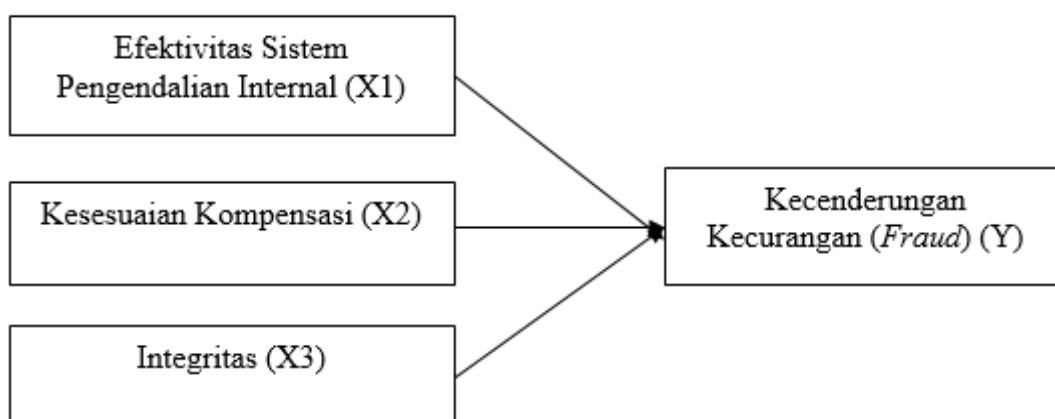 Efektivitas Sistem
Pengendalian Internal (X1)
Kesesuaian Kompensasi (X2)
Integritas (X3)
Kecenderungan
Kecurangan (Fraud) (Y)